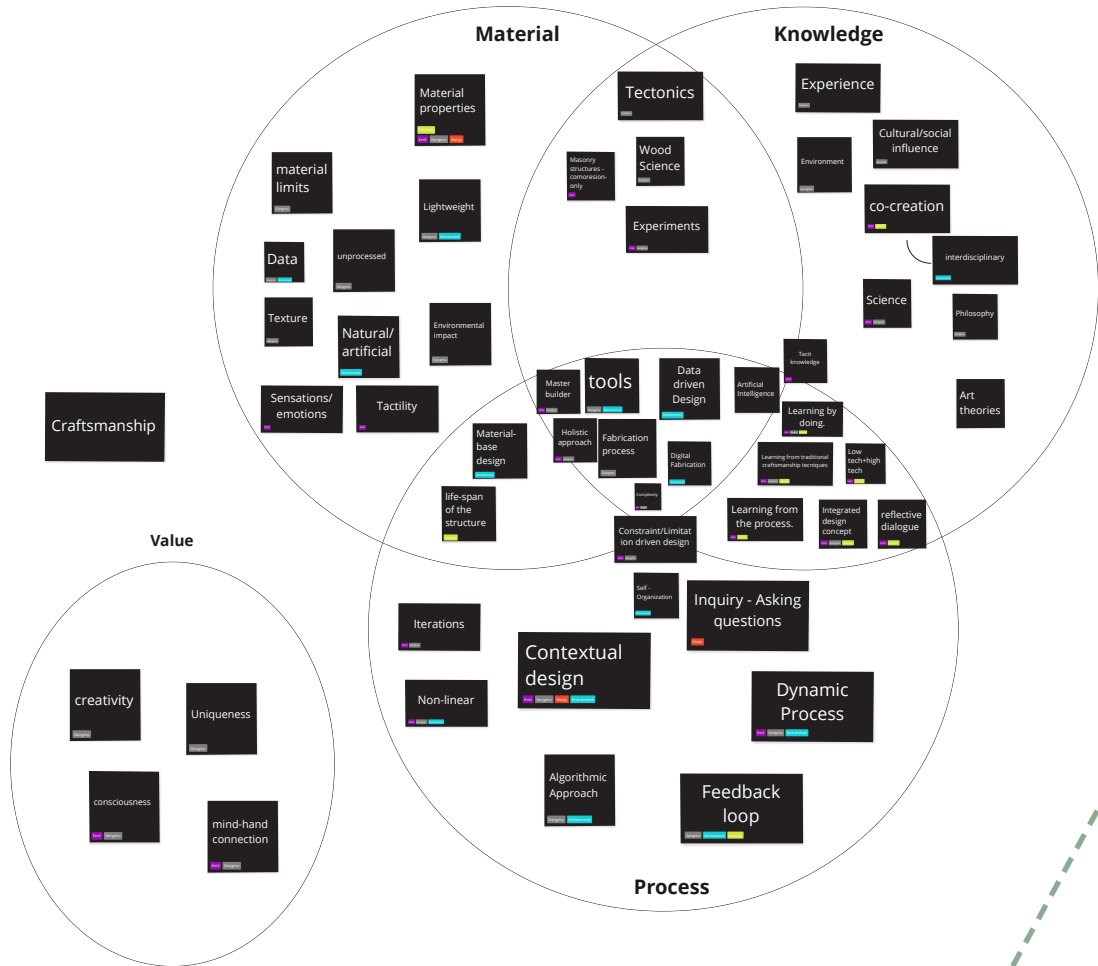 Material
Knowledge
Material
properties
Tectonics
Experience
Cultural/social
influence
Wood
Science
Masonry
structures -
comoresion-
only
Environment
material
limits
Lightweight
co-creation
Experiments
Data
unprocessed
interdisciplinary
Texture
Natural/
artificial
Environmental
impact
Science
Philosophy
Tacit
knowledge
Master
builder
tools
Data
driven
Design
Artificial
Intelligence
Art
theories
Craftsmanship
Sensations/
emotions
Tactility
Learning by
doing.
Material-
base design
Holistic
approach
Fabrication
process
Digital
Fabrication
Learning from traditional
craftsmanship tecniques
Low
tech+high
tech
life-span
of the
structure
Complexity
Learning from
the process.
Integrated
design
concept
reflective
dialogue
Constraint/Limitat
ion driven design
Value
Self -
Organization
Inquiry - Asking
questions
Iterations
Contextual
design
Non-linear
Dynamic
Process
creativity
Uniqueness
Algorithmic
Approach
Feedback
loop
consciousness
mind-hand
connection
Process